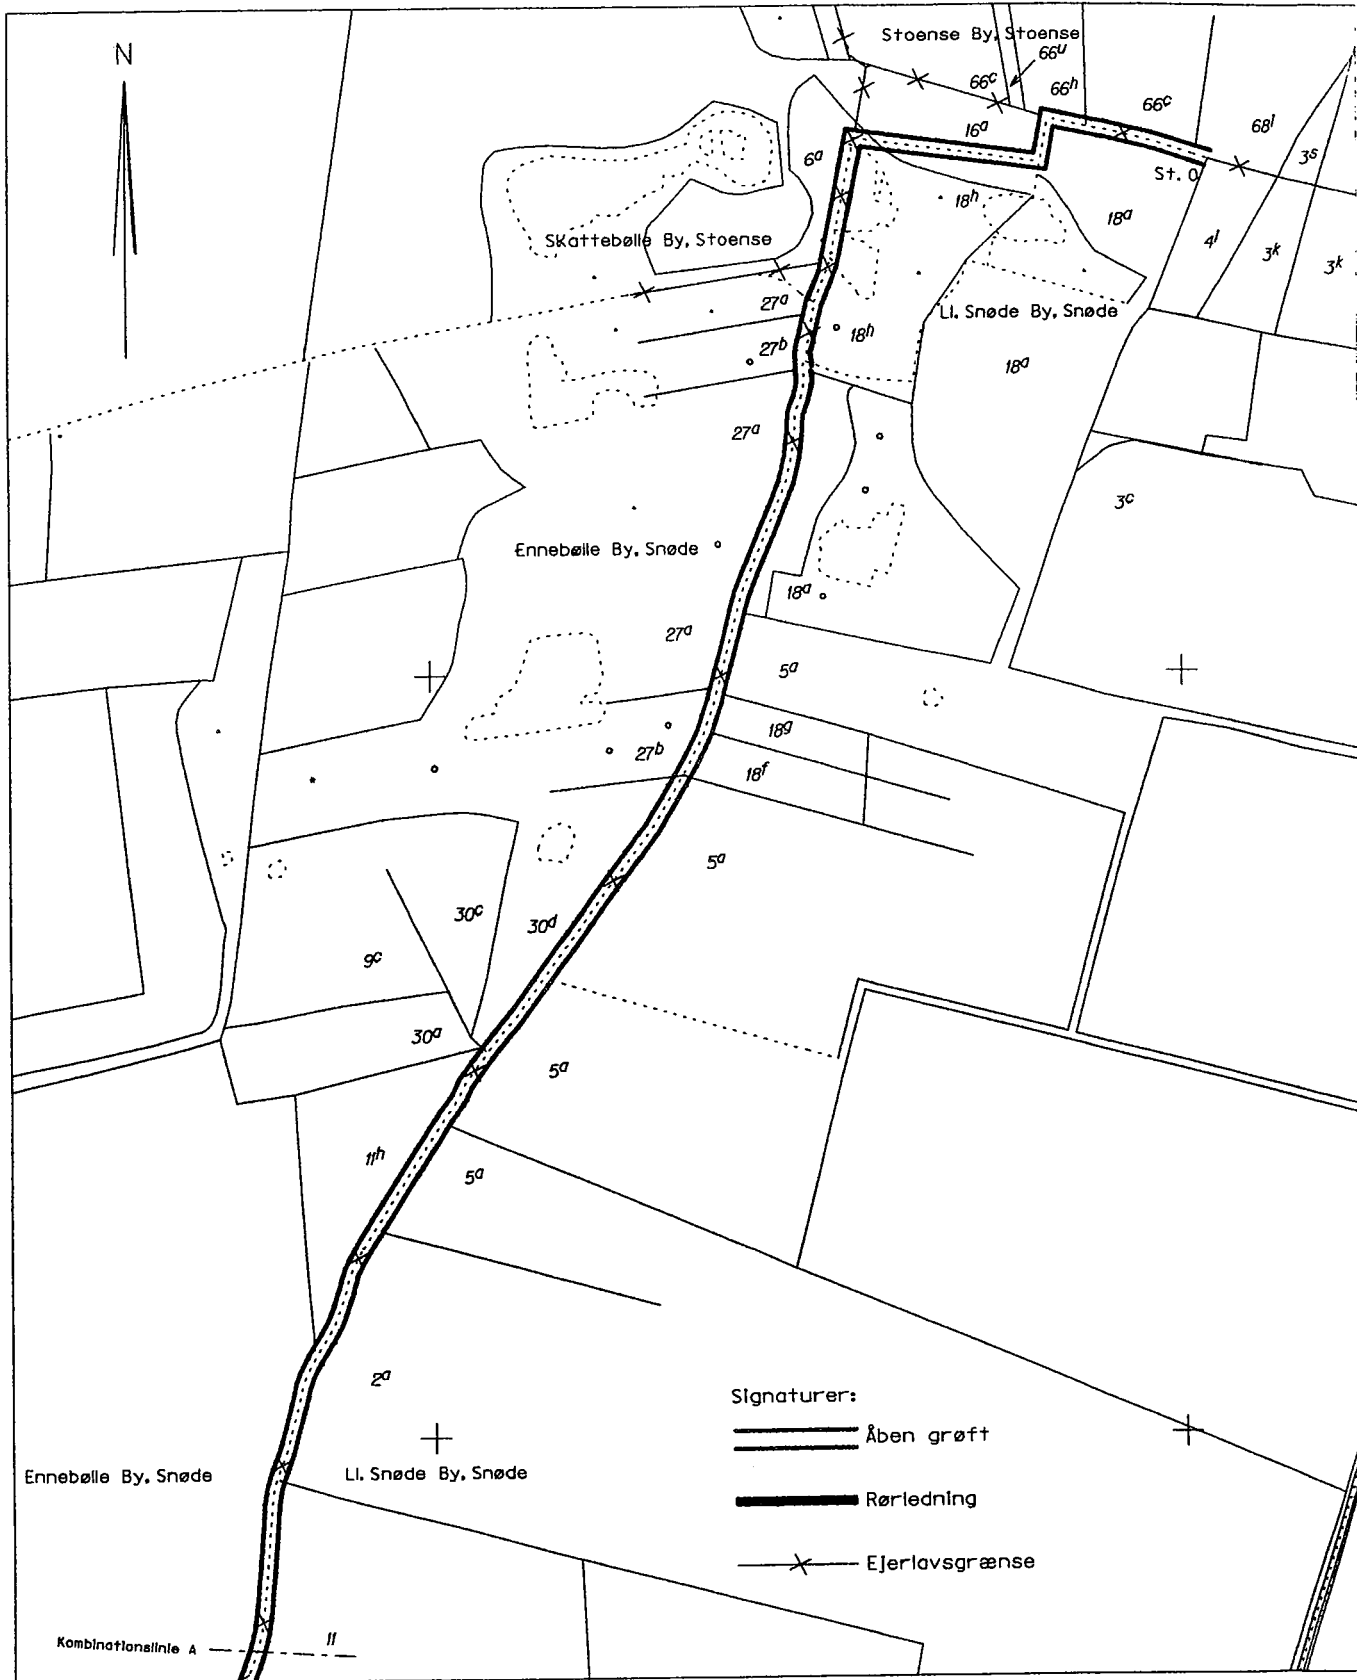 N
Stoense By, Stoense
66u
66c
66h
66c
16a
68l
6a
3s
St. 0
18h
18a
SKattebølle By, Stoense
4l
3k
3k
27a
Ll. Snøde By, Snøde
18h
27b
18a
27a
3c
Ennebølle By, Snøde
18a
27a
5a
18g
27b
18f
5a
30c
30d
9c
30a
5a
11h
5a
2a
Signaturer:
Åben grøft
Ennebølle By, Snøde
Ll. Snøde By, Snøde
Rørledning
Ejerlavsgrænse
Kombinationslinie A
11